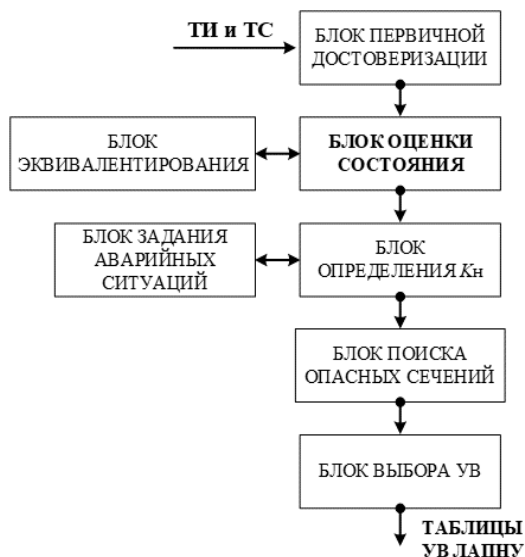 ТИ и ТС
БЛОК ПЕРВИЧНОЙ
ДОСТОВЕРИЗАЦИИ
БЛОК
ЭКВИВАЛЕНТИРОВАНИЯ
БЛОК ОЦЕНКИ
СОСТОЯНИЯ
БЛОК ЗАДАНИЯ
АВАРИЙНЫХ
СИТУАЦИЙ
БЛОК
ОПРЕДЕЛЕНИЯ Kн
БЛОК ПОИСКА
ОПАСНЫХ СЕЧЕНИЙ
БЛОК ВЫБОРА УВ
ТАБЛИЦЫ
УВ ЛАПНУ